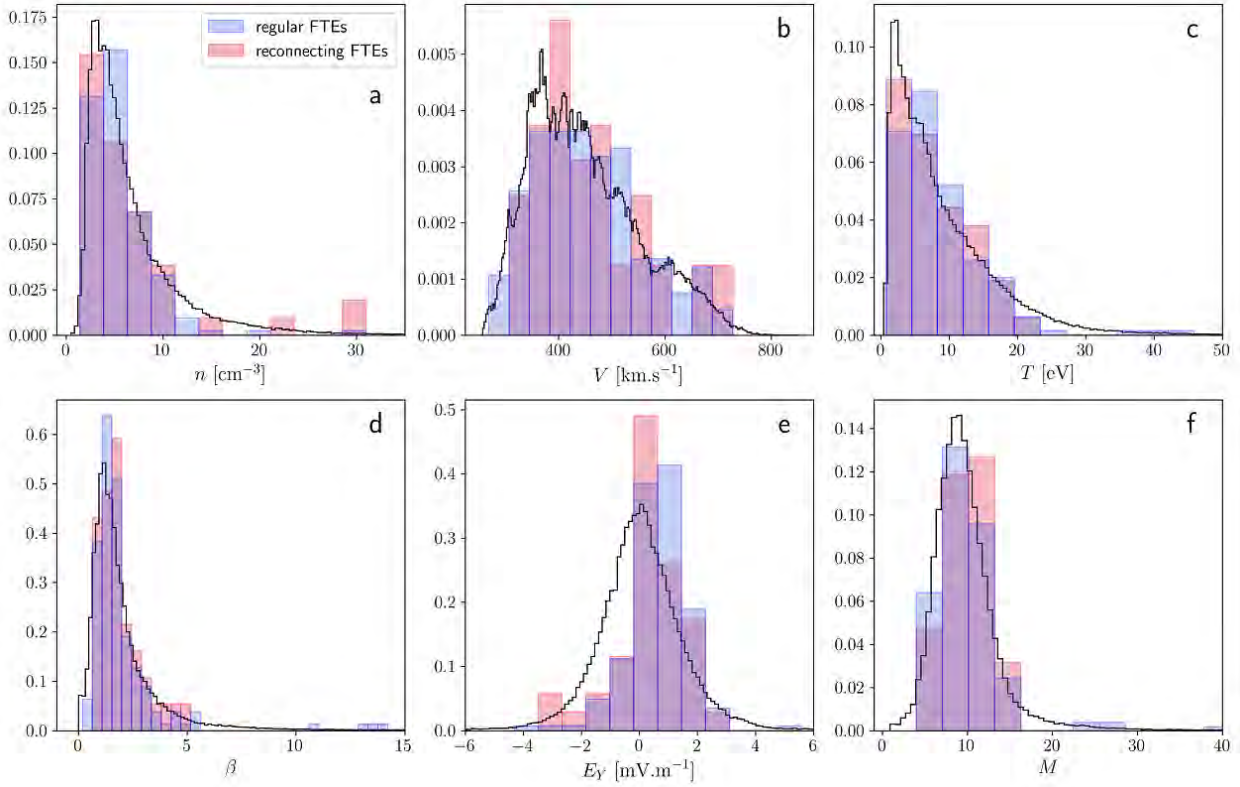 0.175
0.150
0.125
0.100
0.075
0.050
0.025
0.000
regular FTEs
reconnecting FTEs
a
0 10 20 30
n [cm⁻³]
0.005
0.004
0.003
0.002
0.001
0.000
b
400 600 800
V [km.s⁻¹]
0.10
0.08
0.06
0.04
0.02
0.00
c
0 10 20 30 40 50
T [eV]
0.6
0.5
0.4
0.3
0.2
0.1
0.0
d
0 5 10 15
β
0.5
0.4
0.3
0.2
0.1
0.0
e
−6 −4 −2 0 2 4 6
E_Y [mV.m⁻¹]
0.14
0.12
0.10
0.08
0.06
0.04
0.02
0.00
f
0 10 20 30 40
M